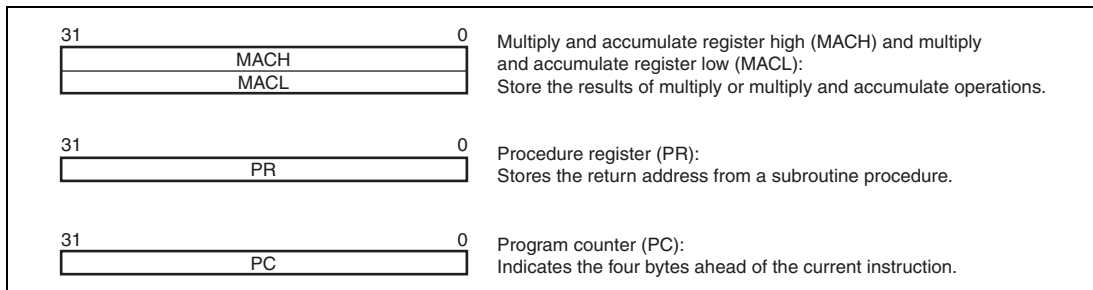 31 0
MACH
MACL
Multiply and accumulate register high (MACH) and multiply
and accumulate register low (MACL):
Store the results of multiply or multiply and accumulate operations.
31 0
PR
Procedure register (PR):
Stores the return address from a subroutine procedure.
31 0
PC
Program counter (PC):
Indicates the four bytes ahead of the current instruction.